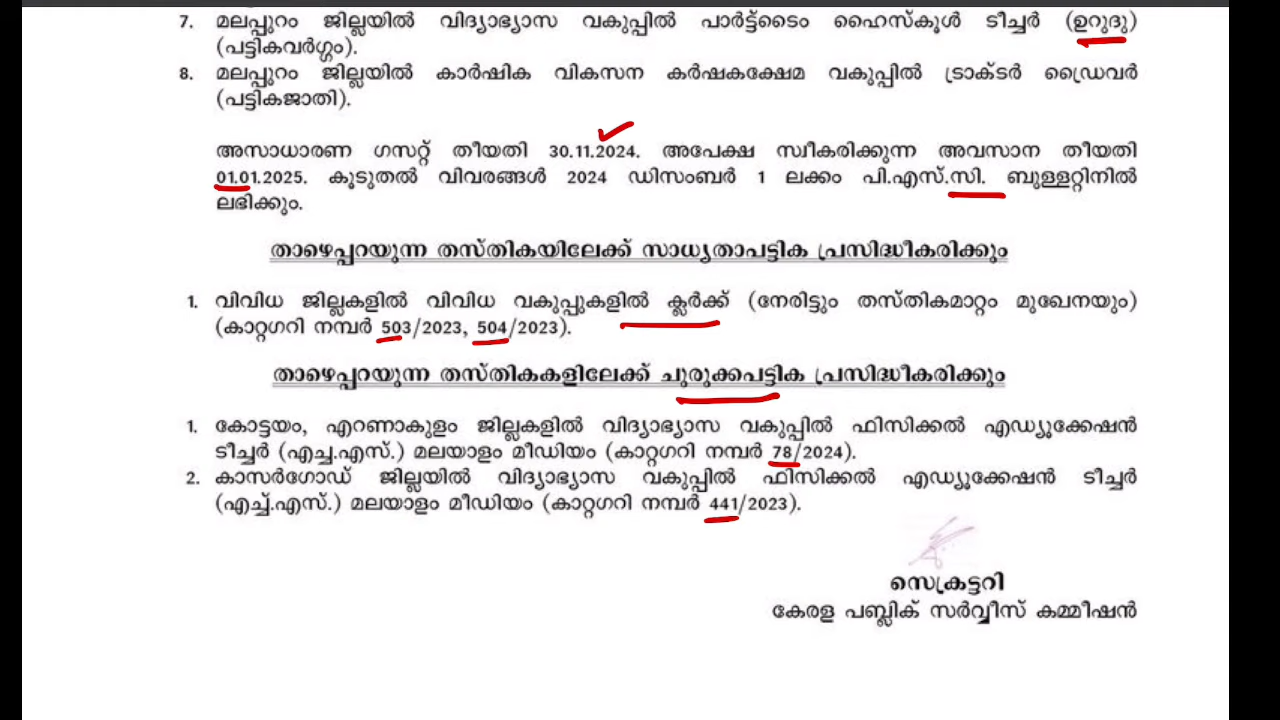 7. മലപ്പുറം ജില്ലയിൽ വിദ്യാഭ്യാസ വകുപ്പിൽ പാർട്ട്ടൈം ഹൈസ്കൂൾ ടീച്ചർ (ഉറുദു)
(പട്ടികവർഗ്ഗം).
8. മലപ്പുറം ജില്ലയിൽ കാർഷിക വികസന കർഷകക്ഷേമ വകുപ്പിൽ ട്രാക്ടർ ഡ്രൈവർ
(പട്ടികജാതി).
അസാധാരണ ഗസറ്റ് തീയതി 30.11.2024. അപേക്ഷ സ്വീകരിക്കുന്ന അവസാന തീയതി
01.01.2025. കൂടുതൽ വിവരങ്ങൾ 2024 ഡിസംബർ 1 ലക്കം പി.എസ്.സി. ബുള്ളറ്റിനിൽ
ലഭിക്കും.
താഴെപ്പറയുന്ന തസ്തികയിലേക്ക് സാധ്യതാപട്ടിക പ്രസിദ്ധീകരിക്കും
1. വിവിധ ജില്ലകളിൽ വിവിധ വകുപ്പുകളിൽ ക്ലർക്ക് (നേരിട്ടും തസ്തികമാറ്റം മുഖേനയും)
(കാറ്റഗറി നമ്പർ 503/2023, 504/2023).
താഴെപ്പറയുന്ന തസ്തികകളിലേക്ക് ചുരുക്കപട്ടിക പ്രസിദ്ധീകരിക്കും
1. കോട്ടയം, എറണാകുളം ജില്ലകളിൽ വിദ്യാഭ്യാസ വകുപ്പിൽ ഫിസിക്കൽ എഡ്യൂക്കേഷൻ
ടീച്ചർ (എച്ച.എസ്.) മലയാളം മീഡിയം (കാറ്റഗറി നമ്പർ 78/2024).
2. കാസർഗോഡ് ജില്ലയിൽ വിദ്യാഭ്യാസ വകുപ്പിൽ ഫിസിക്കൽ എഡ്യൂക്കേഷൻ ടീച്ചർ
(എച്ച്.എസ്.) മലയാളം മീഡിയം (കാറ്റഗറി നമ്പർ 441/2023).
സെക്രട്ടറി
കേരള പബ്ലിക് സർവ്വീസ് കമ്മീഷൻ